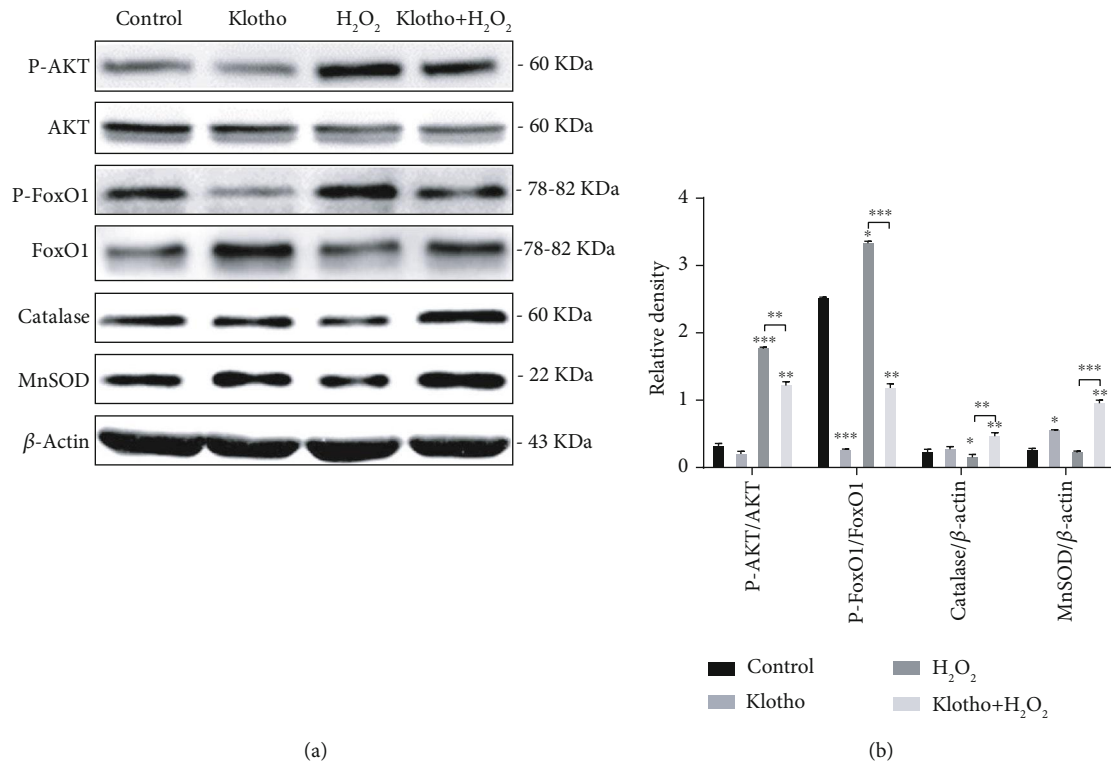 Control Klotho H₂O₂ Klotho+H₂O₂
P-AKT - 60 KDa
AKT - 60 KDa
P-FoxO1 - 78-82 KDa
FoxO1 -78-82 KDa
Catalase - 60 KDa
MnSOD - 22 KDa
β-Actin - 43 KDa
(a)
Relative density
4
3
2
1
0
*** ** **
*** * *** **
* ** **
* *** **
P-AKT/AKT
P-FoxO1/FoxO1
Catalase/β-actin
MnSOD/β-actin
Control H₂O₂
Klotho Klotho+H₂O₂
(b)